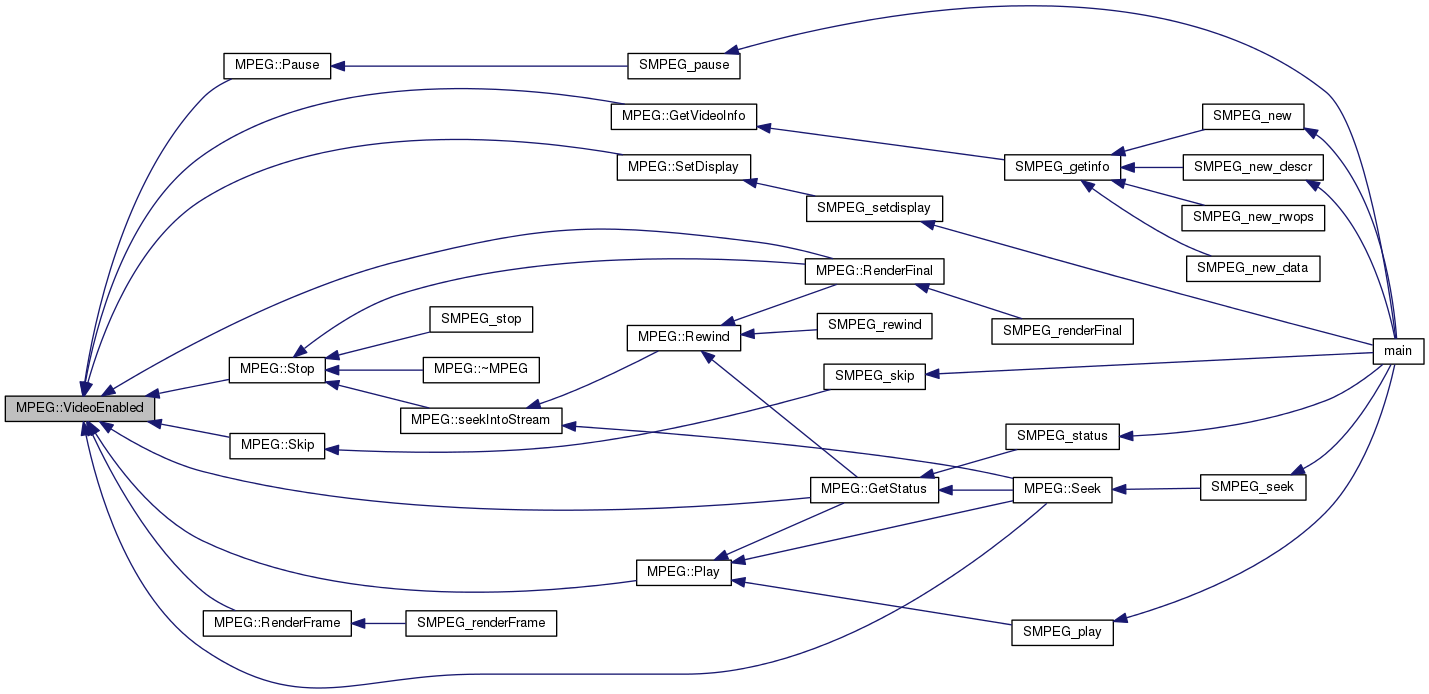 MPEG::Pause
SMPEG_pause
MPEG::GetVideoInfo
SMPEG_new
MPEG::SetDisplay
SMPEG_getinfo
SMPEG_new_descr
SMPEG_setdisplay
SMPEG_new_rwops
MPEG::RenderFinal
SMPEG_new_data
SMPEG_stop
MPEG::Rewind
SMPEG_rewind
SMPEG_renderFinal
main
MPEG::Stop
MPEG::~MPEG
SMPEG_skip
MPEG::VideoEnabled
MPEG::seekIntoStream
MPEG::Skip
SMPEG_status
MPEG::GetStatus
MPEG::Seek
SMPEG_seek
MPEG::Play
MPEG::RenderFrame
SMPEG_renderFrame
SMPEG_play